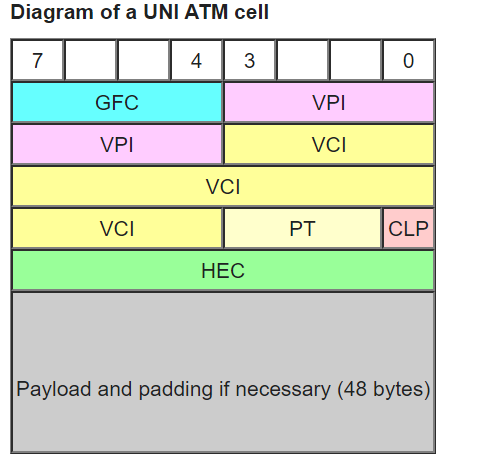 Diagram of a UNI ATM cell
7 4 3 0
GFC VPI
VPI VCI
VCI
VCI PT CLP
HEC
Payload and padding if necessary (48 bytes)